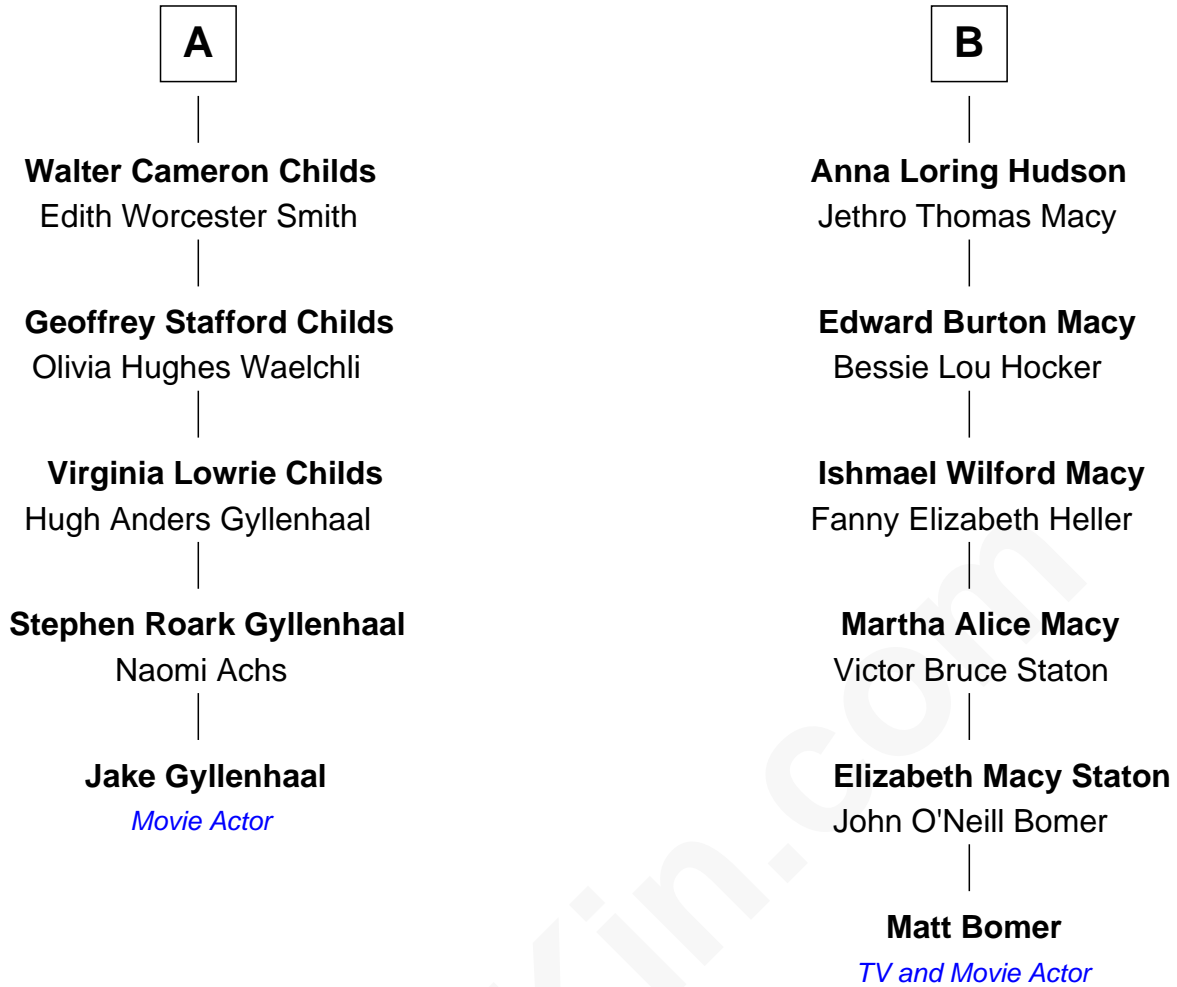 A
Walter Cameron Childs
Edith Worcester Smith
Geoffrey Stafford Childs
Olivia Hughes Waelchli
Virginia Lowrie Childs
Hugh Anders Gyllenhaal
Stephen Roark Gyllenhaal
Naomi Achs
Jake Gyllenhaal
Movie Actor
B
Anna Loring Hudson
Jethro Thomas Macy
Edward Burton Macy
Bessie Lou Hocker
Ishmael Wilford Macy
Fanny Elizabeth Heller
Martha Alice Macy
Victor Bruce Staton
Elizabeth Macy Staton
John O'Neill Bomer
Matt Bomer
TV and Movie Actor